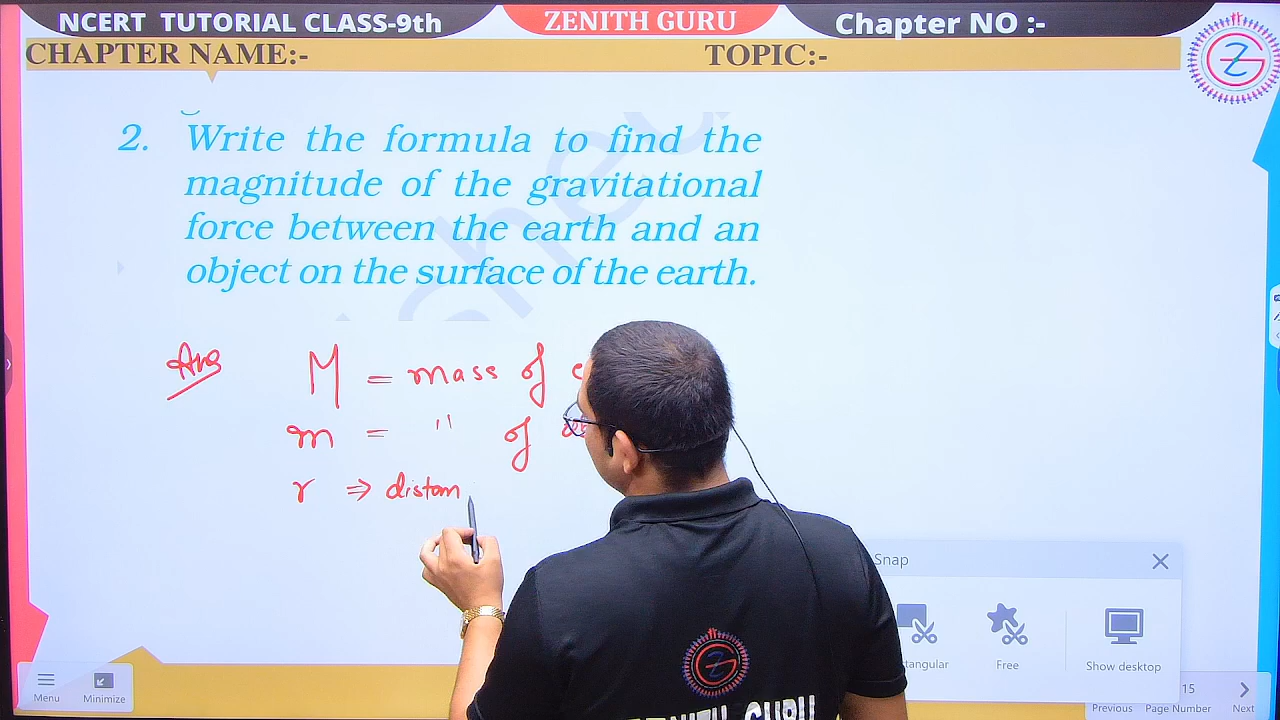 NCERT TUTORIAL CLASS-9th
ZENITH GURU
Chapter NO :-
CHAPTER NAME:-
TOPIC:-
2. Write the formula to find the
magnitude of the gravitational
force between the earth and an
object on the surface of the earth.
Ans
M = mass of
m = " of
r ⇒ distan
Snap
Free
Show desktop
Menu
Minimize
15
Previous
Page Number
Next
ZENITH GURU